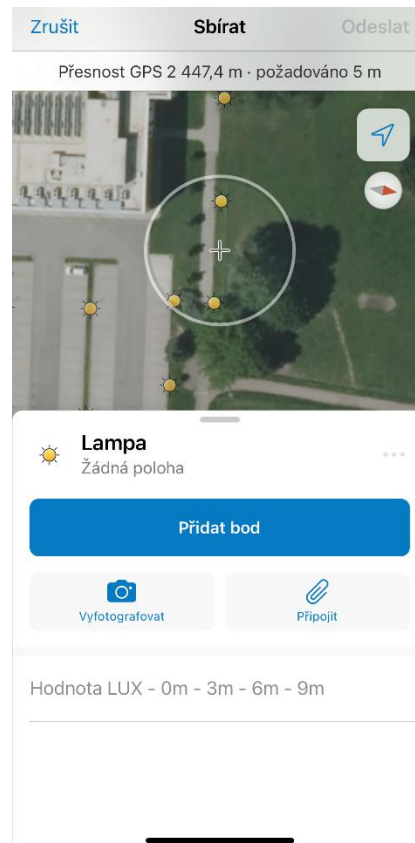 Zrušit Sbírat Odeslat
Přesnost GPS 2 447,4 m · požadováno 5 m
Lampa
Žádná poloha
Přidat bod
Vyfotografovat Připojit
Hodnota LUX - 0m - 3m - 6m - 9m